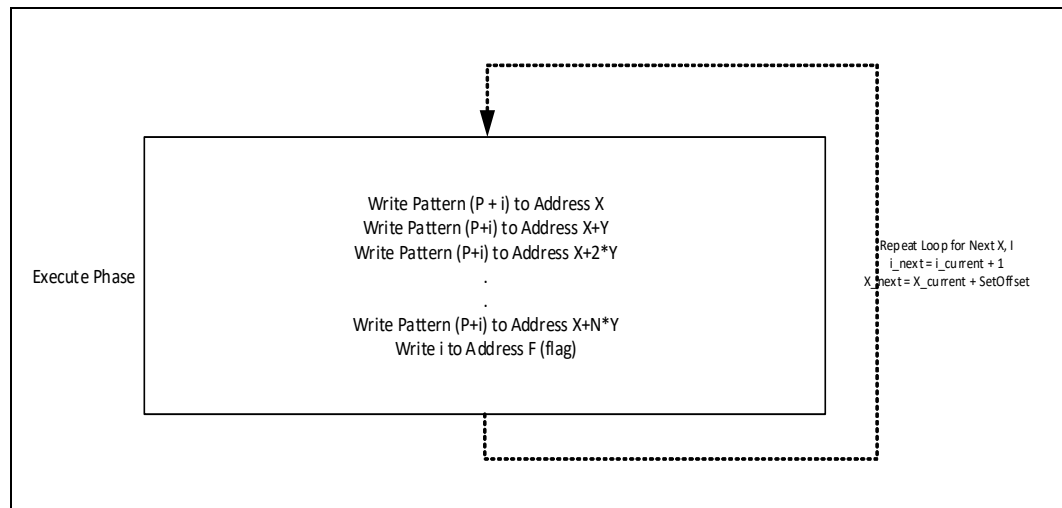 Write Pattern (P + i) to Address X
Write Pattern (P+i) to Address X+Y
Write Pattern (P+i) to Address X+2*Y
.
.
Write Pattern (P+i) to Address X+N*Y
Write i to Address F (flag)
Execute Phase
Repeat Loop for Next X, I
i_next = i_current + 1
X_next = X_current + SetOffset